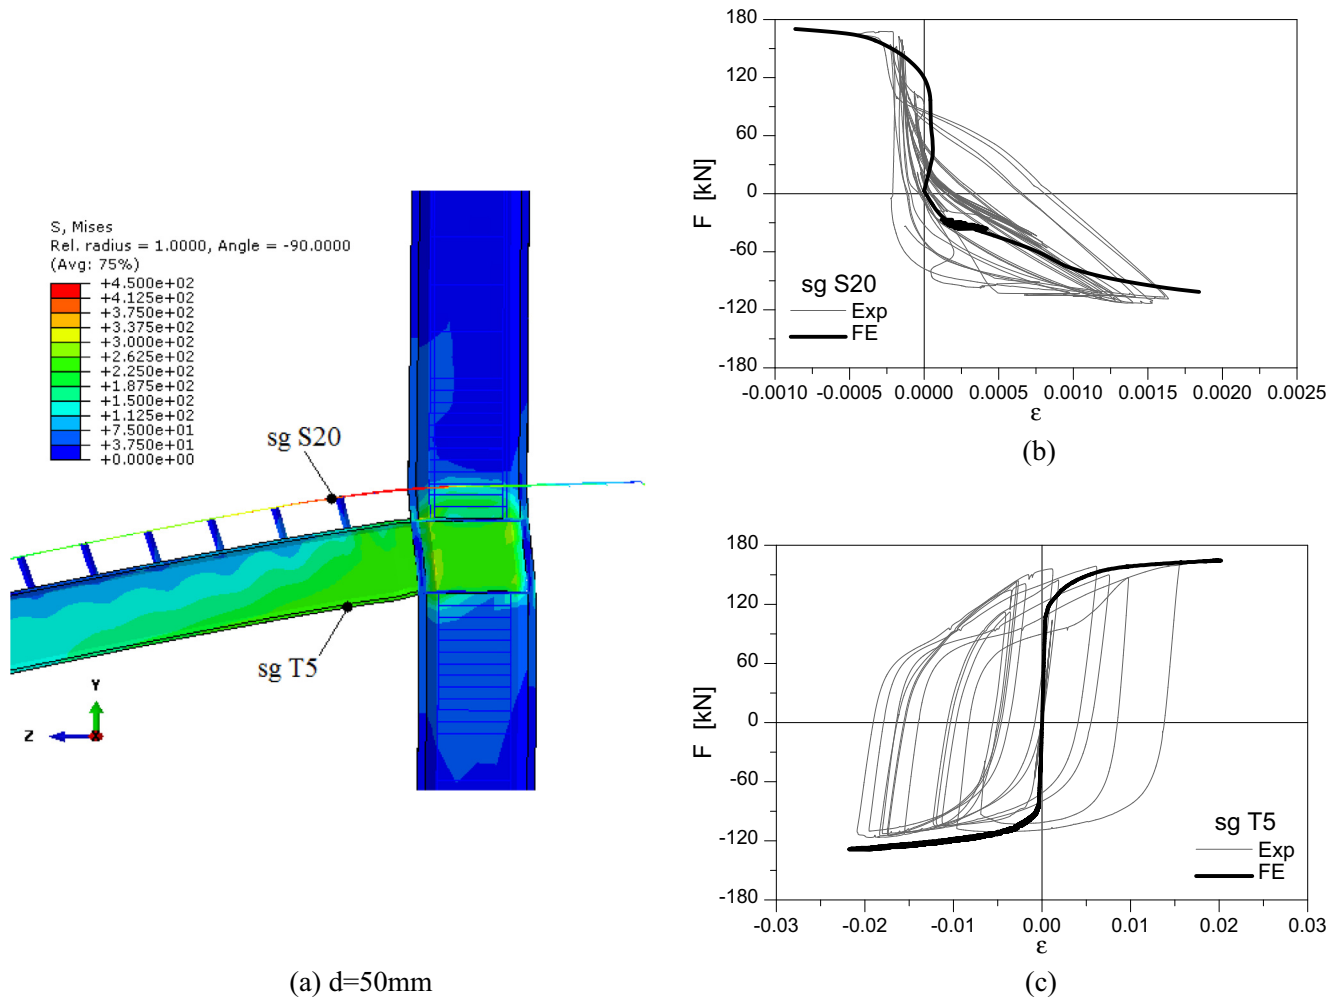 S, Mises
Rel. radius = 1.0000, Angle = -90.0000
(Avg: 75%)
+4.500e+02
+4.125e+02
+3.750e+02
+3.375e+02
+3.000e+02
+2.625e+02
+2.250e+02
+1.875e+02
+1.500e+02
+1.125e+02
+7.500e+01
+3.750e+01
+0.000e+00
sg S20
sg T5
Y
Z
X
(a) d=50mm
180
120
60
0
-60
-120
-180
F [kN]
sg S20
Exp
FE
-0.0010 -0.0005 0.0000 0.0005 0.0010 0.0015 0.0020 0.0025
ε
(b)
180
120
60
0
-60
-120
-180
F [kN]
sg T5
Exp
FE
-0.03 -0.02 -0.01 0.00 0.01 0.02 0.03
ε
(c)